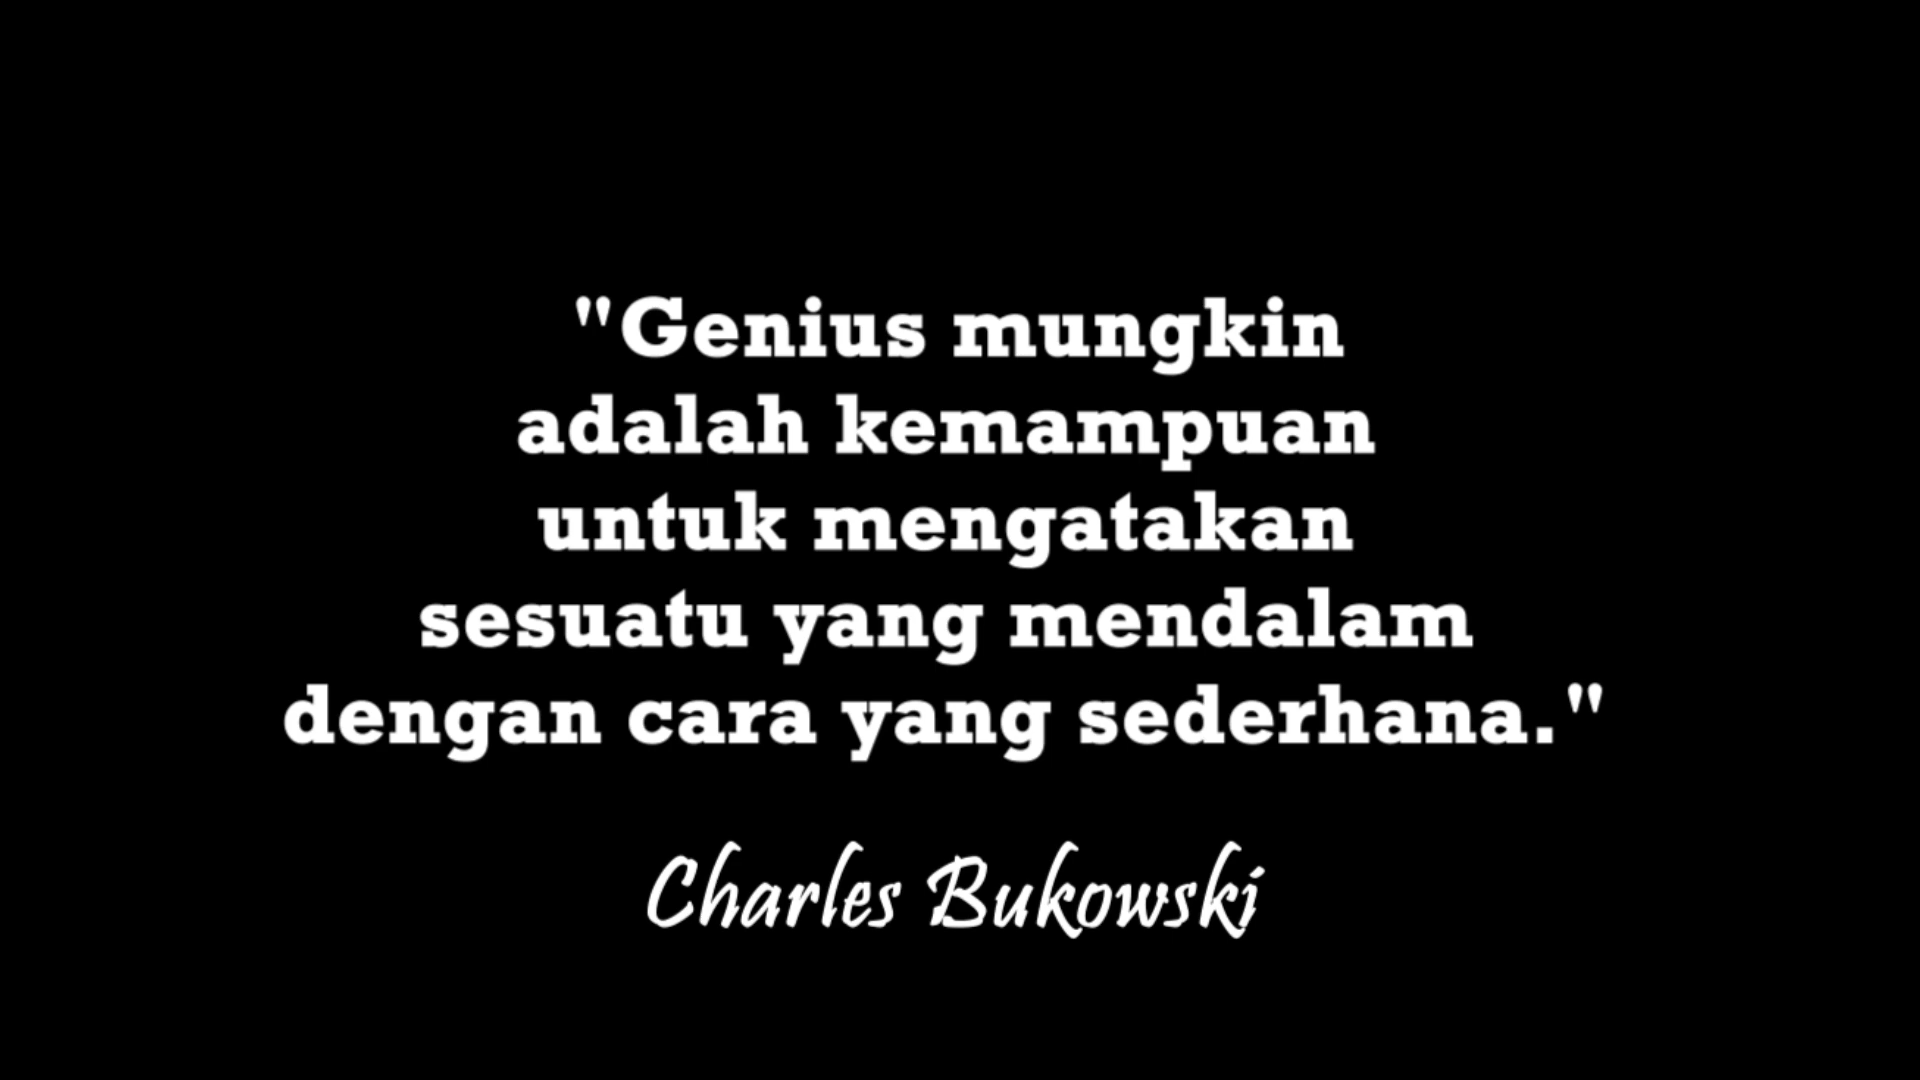 "Genius mungkin
adalah kemampuan
untuk mengatakan
sesuatu yang mendalam
dengan cara yang sederhana."
Charles Bukowski